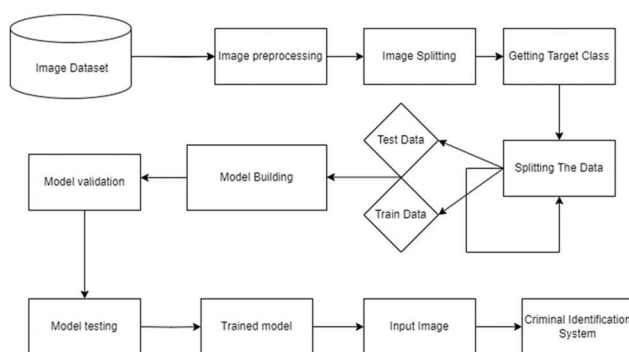 Image Dataset
Image preprocessing
Image Splitting
Getting Target Class
Test Data
Splitting The Data
Model Building
Model validation
Train Data
Model testing
Trained model
Input Image
Criminal Identification
System